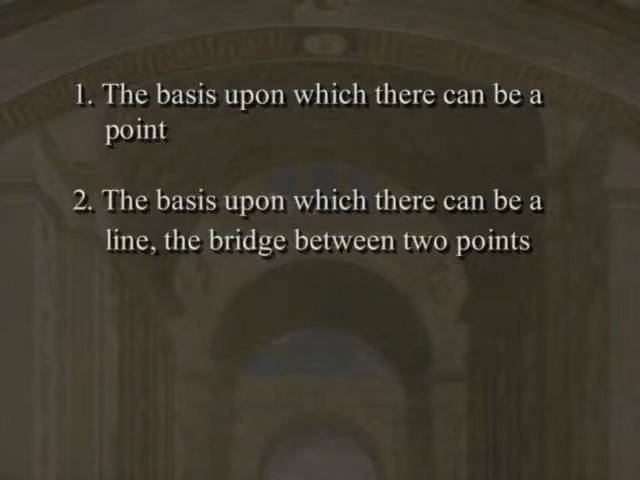 1. The basis upon which there can be a
point
2. The basis upon which there can be a
line, the bridge between two points